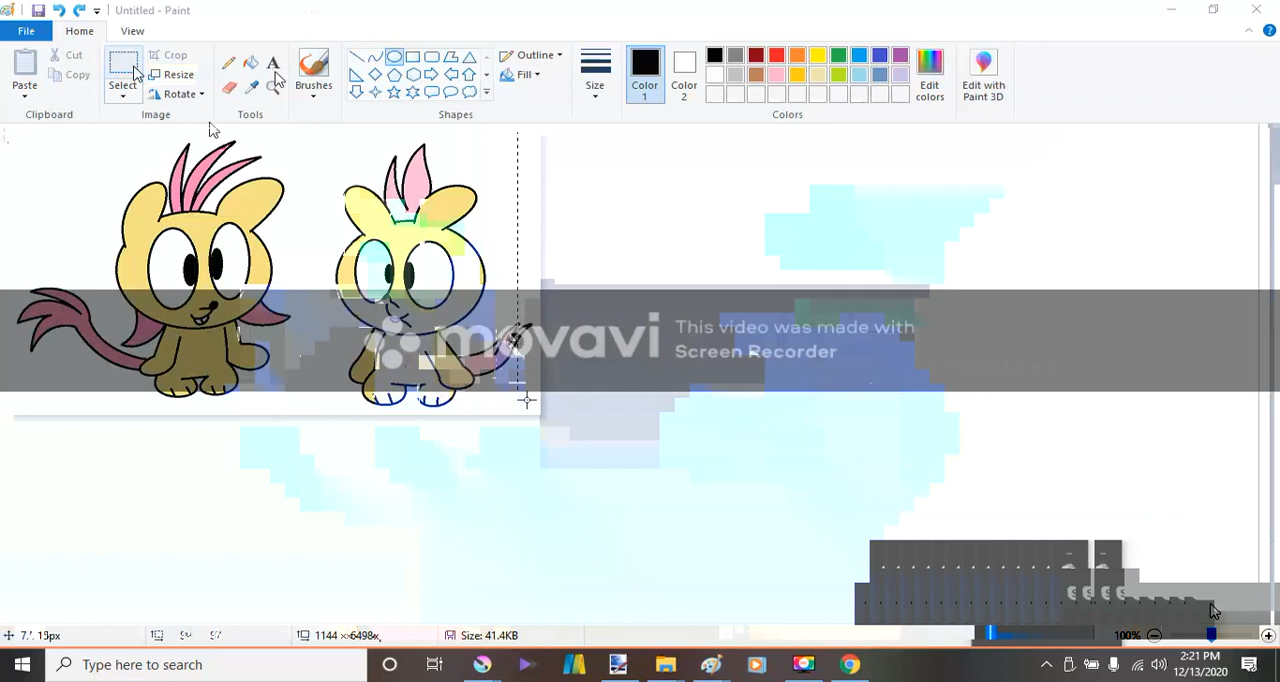 Untitled - Paint
File
Home
View
Paste
Cut
Copy
Clipboard
Select
Crop
Resize
Rotate
Image
A
Tools
Brushes
Outline
Fill
Shapes
Size
Color
1
Color
2
Edit
colors
Edit with
Paint 3D
Colors
movavi
This video was made with
Screen Recorder
Size: 41.4KB
100%
Type here to search
2:21 PM
12/13/2020